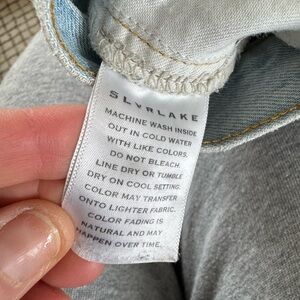 SLVRLAKE
MACHINE WASH INSIDE
OUT IN COLD WATER
WITH LIKE COLORS.
DO NOT BLEACH.
LINE DRY OR TUMBLE
DRY ON COOL SETTING.
COLOR MAY TRANSFER
ONTO LIGHTER FABRIC.
COLOR FADING IS
NATURAL AND MAY
HAPPEN OVER TIME.